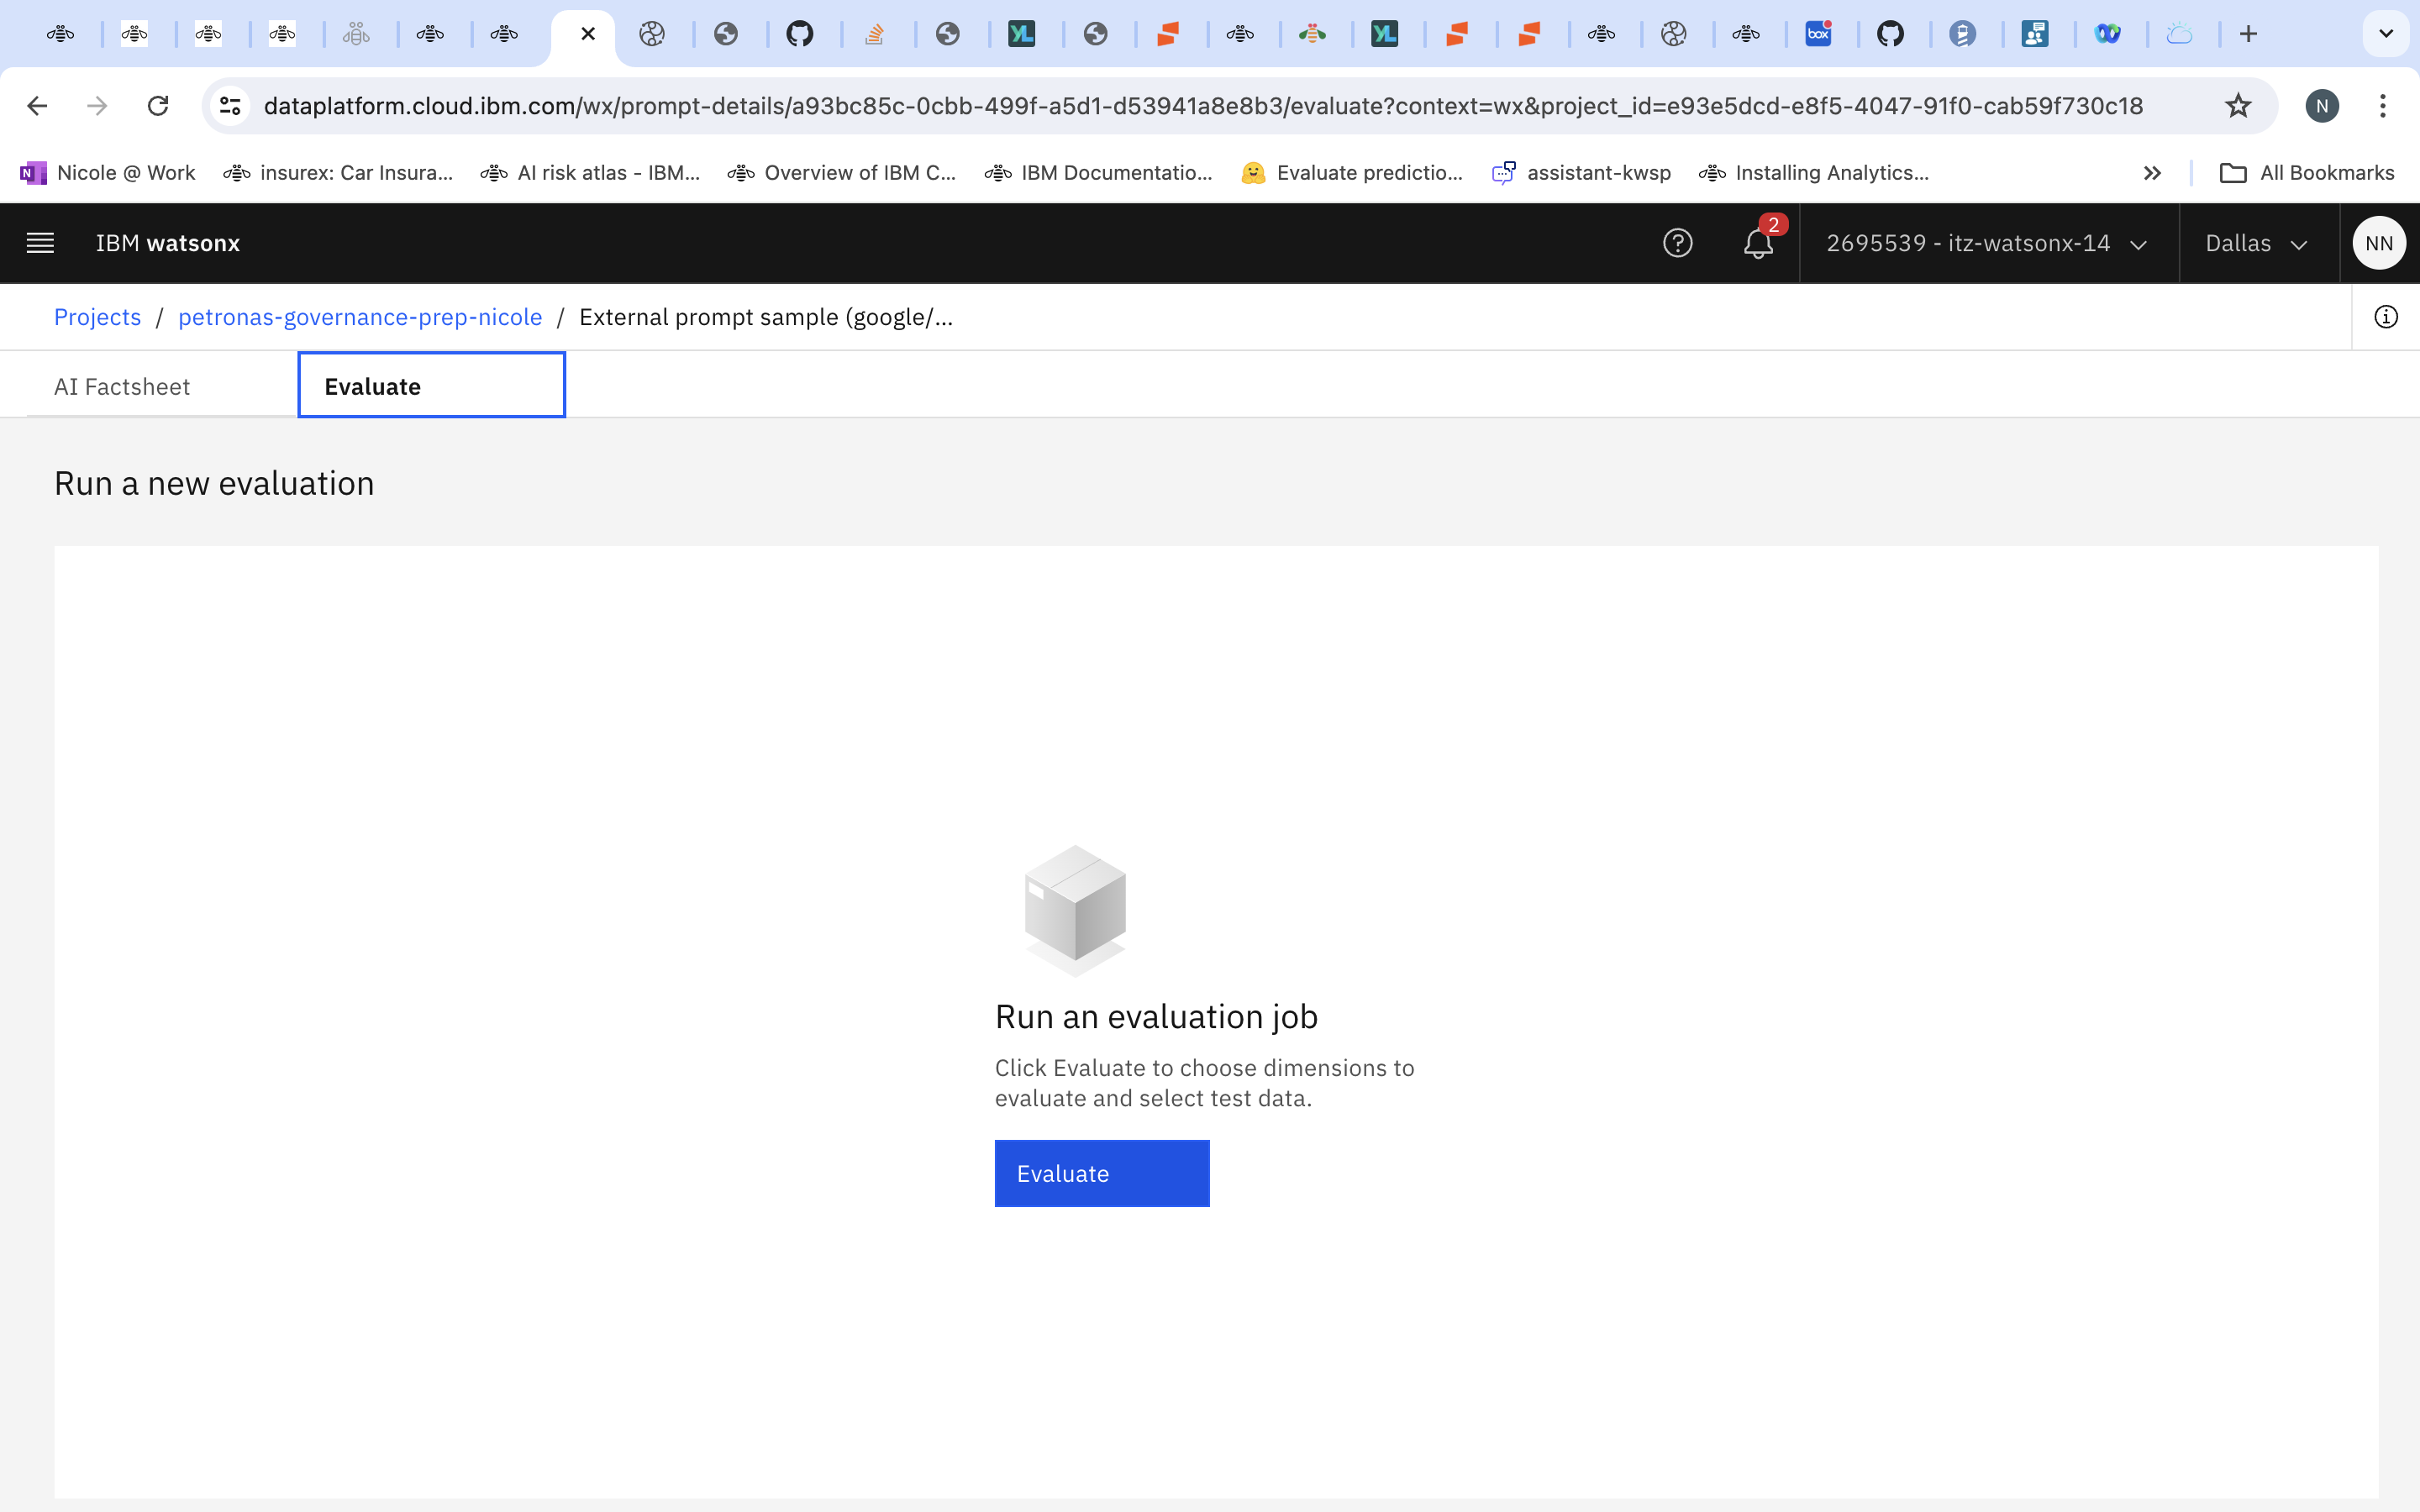 dataplatform.cloud.ibm.com/wx/prompt-details/a93bc85c-0cbb-499f-a5d1-d53941a8e8b3/evaluate?context=wx&project_id=e93e5dcd-e8f5-4047-91f0-cab59f730c18
N
N Nicole @ Work
insurex: Car Insura...
AI risk atlas - IBM...
Overview of IBM C...
IBM Documentatio...
Evaluate predictio...
assistant-kwsp
Installing Analytics...
All Bookmarks
YL
YL
box
IBM watsonx
2
2695539 - itz-watsonx-14
Dallas
NN
Projects / petronas-governance-prep-nicole / External prompt sample (google/...
AI Factsheet
Evaluate
Run a new evaluation
Run an evaluation job
Click Evaluate to choose dimensions to
evaluate and select test data.
Evaluate